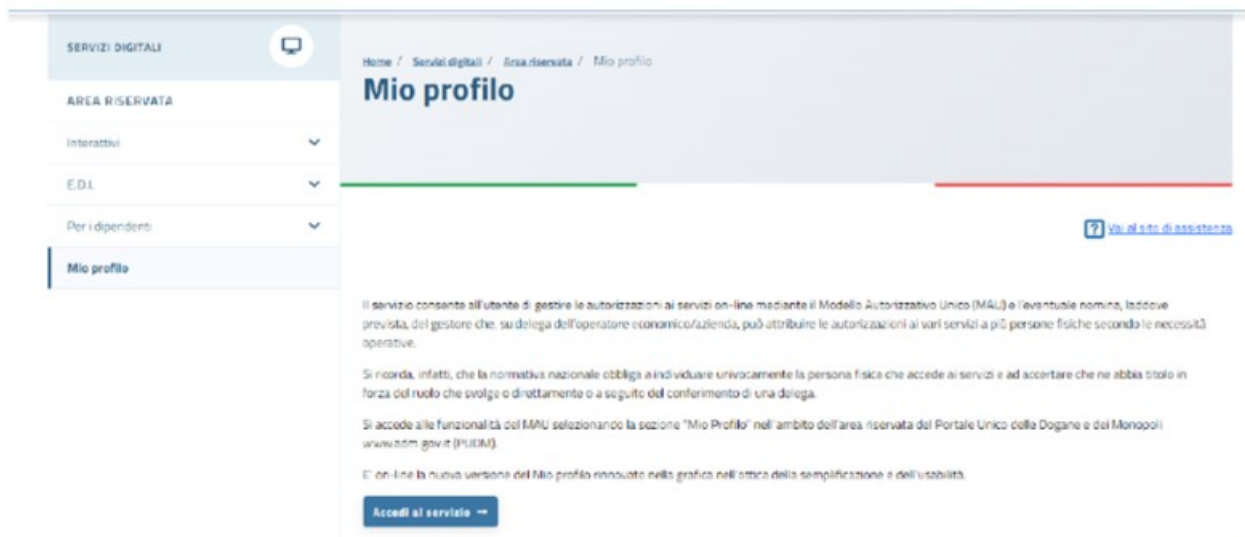 SERVIZI DIGITALI
AREA RISERVATA
Interattivi
E.D.I.
Per i dipendenti
Mio profilo
Home / Servizi digitali / Area riservata / Mio profilo
Mio profilo
? Vai al sito di assistenza
Il servizio consente all'utente di gestire le autorizzazioni ai servizi on-line mediante il Modello Autorizzativo Unico (MAU) e l'eventuale nomina, laddove
prevista, del gestore che, su delega dell'operatore economico/azienda, può attribuire le autorizzazioni ai vari servizi a più persone fisiche secondo le necessità
operative.
Si ricorda, infatti, che la normativa nazionale obbliga a individuare univocamente la persona fisica che accede ai servizi e ad accertare che ne abbia titolo in
forza del ruolo che svolge o direttamente o a seguito del conferimento di una delega.
Si accede alle funzionalità del MAU selezionando la sezione "Mio Profilo" nell'ambito dell'area riservata del Portale Unico delle Dogane e dei Monopoli
www.adm.gov.it (PUDM).
E' on-line la nuova versione del Mio profilo rinnovato nella grafica nell'ottica della semplificazione e dell'usabilità.
Accedi al servizio →